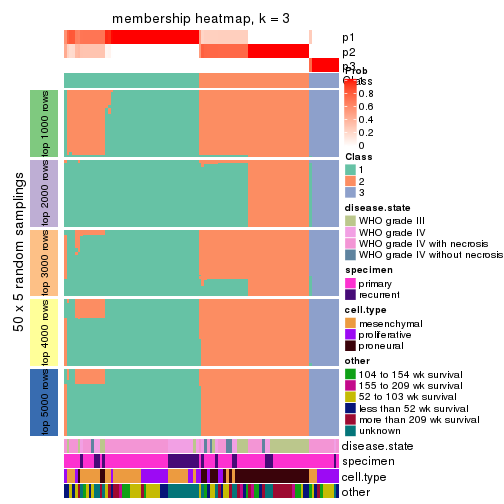 membership heatmap, k = 3
p1
p2
p3
Class
Prob
1
0.8
0.6
0.4
0.2
0
Class
1
2
3
disease.state
WHO grade III
WHO grade IV
WHO grade IV with necrosis
WHO grade IV without necrosis
specimen
primary
recurrent
cell.type
mesenchymal
proliferative
proneural
other
104 to 154 wk survival
155 to 209 wk survival
52 to 103 wk survival
less than 52 wk survival
more than 209 wk survival
unknown
50 x 5 random samplings
top 1000 rows
top 2000 rows
top 3000 rows
top 4000 rows
top 5000 rows
disease.state
specimen
cell.type
other